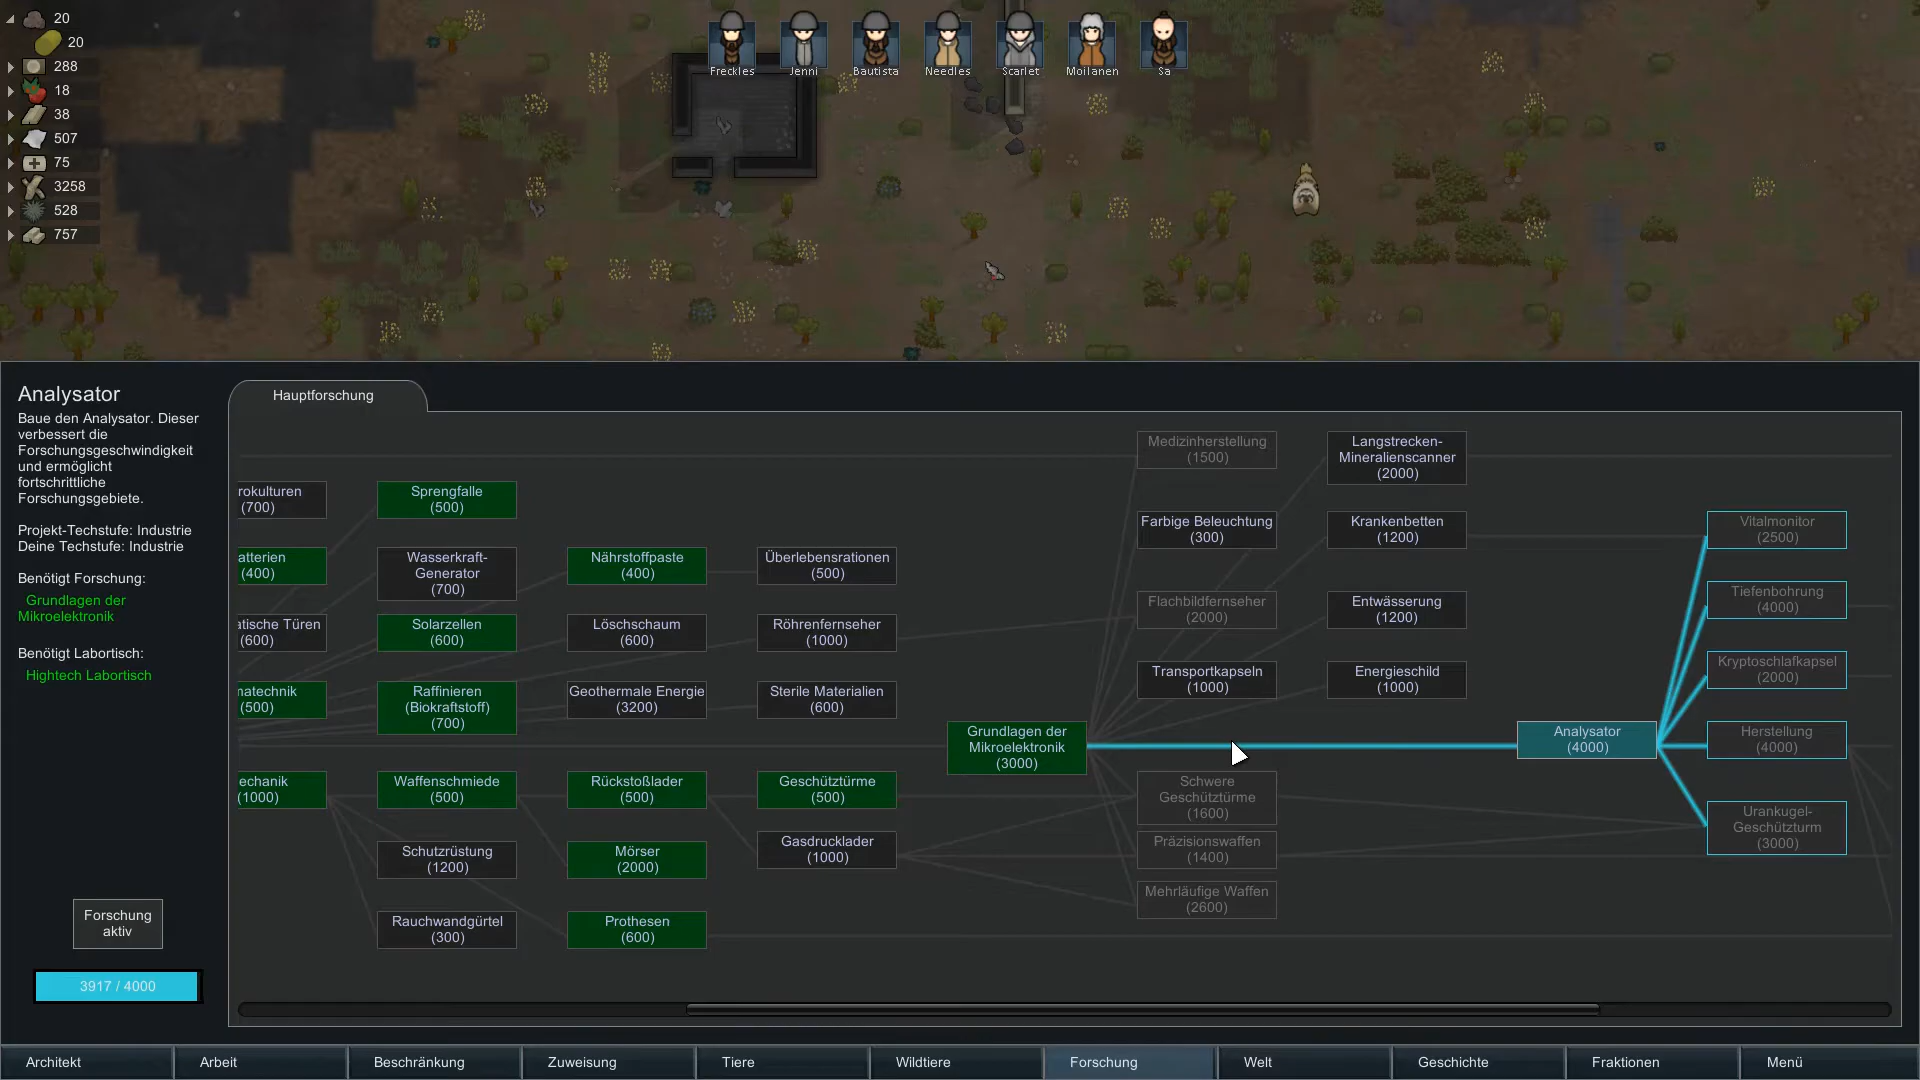 20
20
288
18
38
507
75
3258
528
757
Freckles
Jenni
Bautista
Needles
Scarlet
Moilanen
Sa
Analysator
Baue den Analysator. Dieser
verbessert die
Forschungsgeschwindigkeit
und ermöglicht
fortschrittliche
Forschungsgebiete.
Projekt-Techstufe: Industrie
Deine Techstufe: Industrie
Benötigt Forschung:
Grundlagen der
Mikroelektronik
Benötigt Labortisch:
Hightech Labortisch
Forschung
aktiv
3917 / 4000
Hauptforschung
rokulturen
(700)
atterien
(400)
atische Türen
(600)
natechnik
(500)
echanik
(1000)
Sprengfalle
(500)
Wasserkraft-
Generator
(700)
Solarzellen
(600)
Raffinieren
(Biokraftstoff)
(700)
Waffenschmiede
(500)
Schutzrüstung
(1200)
Rauchwandgürtel
(300)
Nährstoffpaste
(400)
Löschschaum
(600)
Geothermale Energie
(3200)
Rückstoßlader
(500)
Mörser
(2000)
Prothesen
(600)
Überlebensrationen
(500)
Röhrenfernseher
(1000)
Sterile Materialien
(600)
Geschütztürme
(500)
Gasdrucklader
(1000)
Grundlagen der
Mikroelektronik
(3000)
Medizinherstellung
(1500)
Farbige Beleuchtung
(300)
Flachbildfernseher
(2000)
Transportkapseln
(1000)
Schwere
Geschütztürme
(1600)
Präzisionswaffen
(1400)
Mehrläufige Waffen
(2600)
Langstrecken-
Mineralienscanner
(2000)
Krankenbetten
(1200)
Entwässerung
(1200)
Energieschild
(1000)
Analysator
(4000)
Vitalmonitor
(2500)
Tiefenbohrung
(4000)
Kryptoschlafkapsel
(2000)
Herstellung
(4000)
Urankugel-
Geschützturm
(3000)
Architekt
Arbeit
Beschränkung
Zuweisung
Tiere
Wildtiere
Forschung
Welt
Geschichte
Fraktionen
Menü